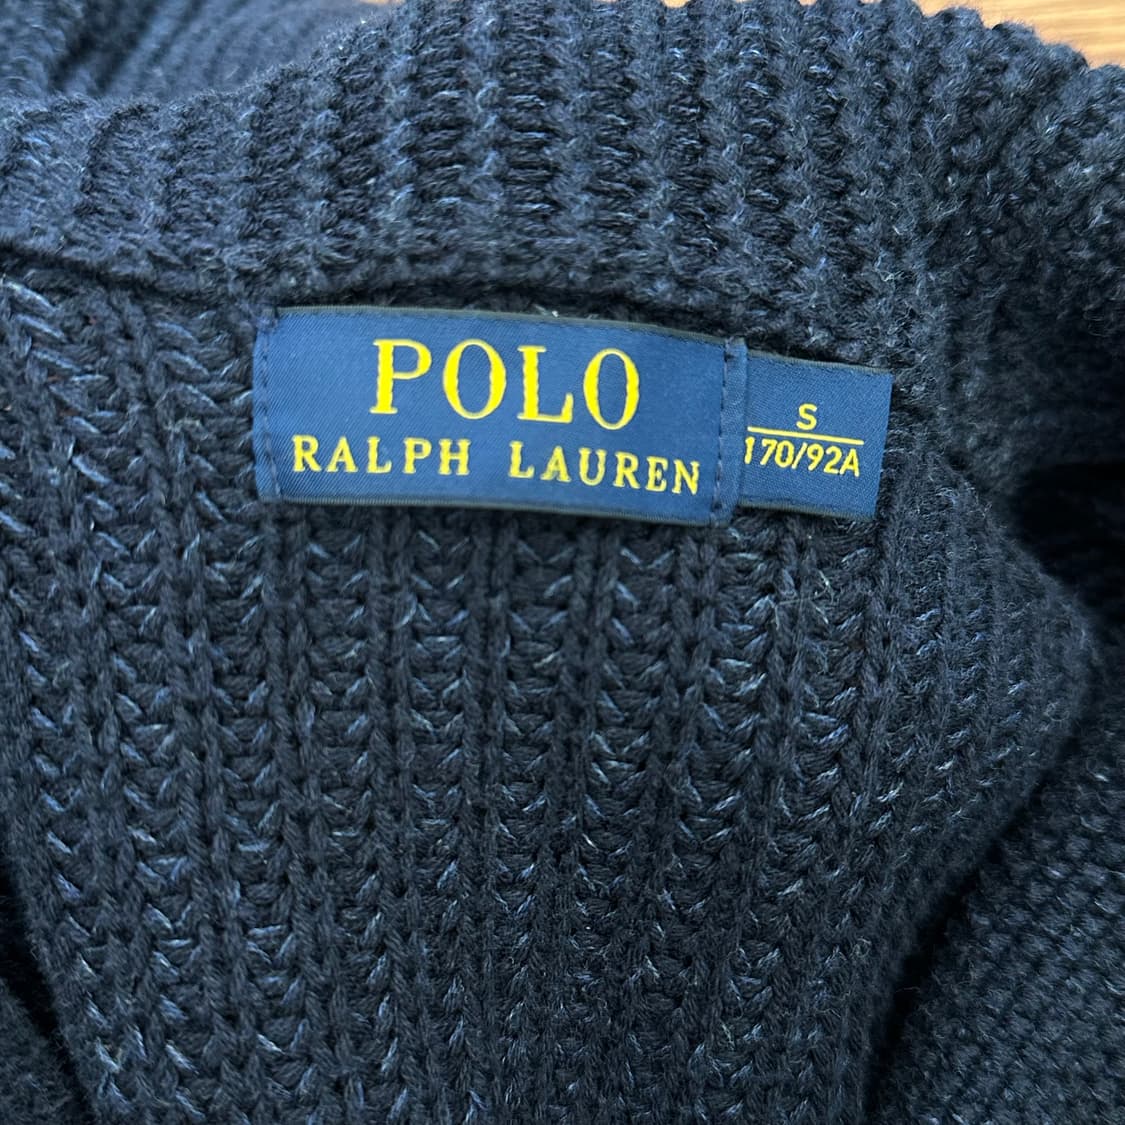 POLO
RALPH LAUREN
S
170/92A